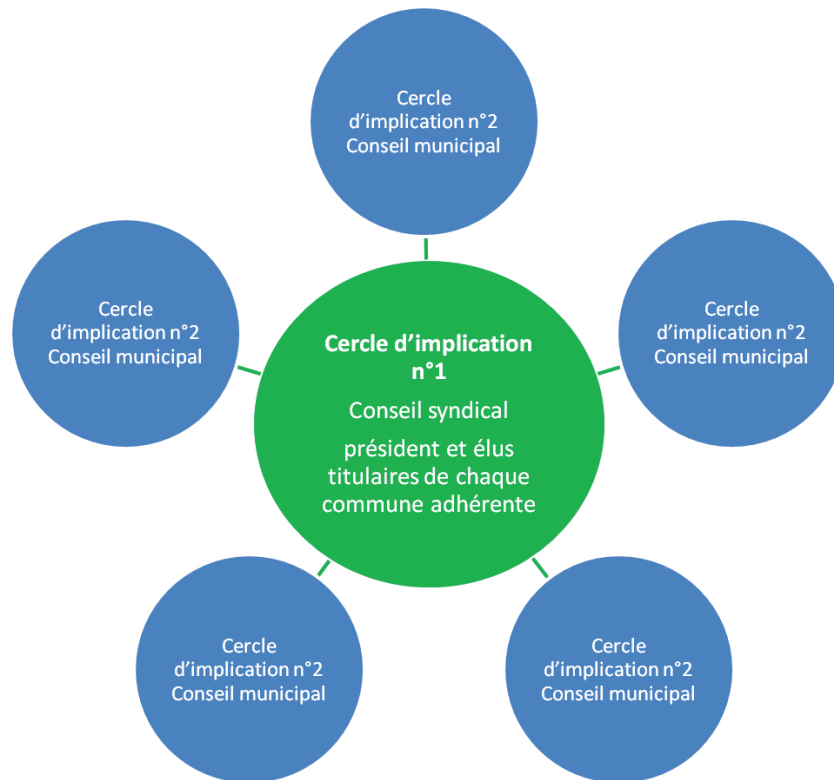 Cercle
d'implication n°2
Conseil municipal
Cercle
d'implication n°2
Conseil municipal
Cercle
d'implication n°2
Conseil municipal
Cercle d'implication
n°1
Conseil syndical
président et élus
titulaires de chaque
commune adhérente
Cercle
d'implication n°2
Conseil municipal
Cercle
d'implication n°2
Conseil municipal